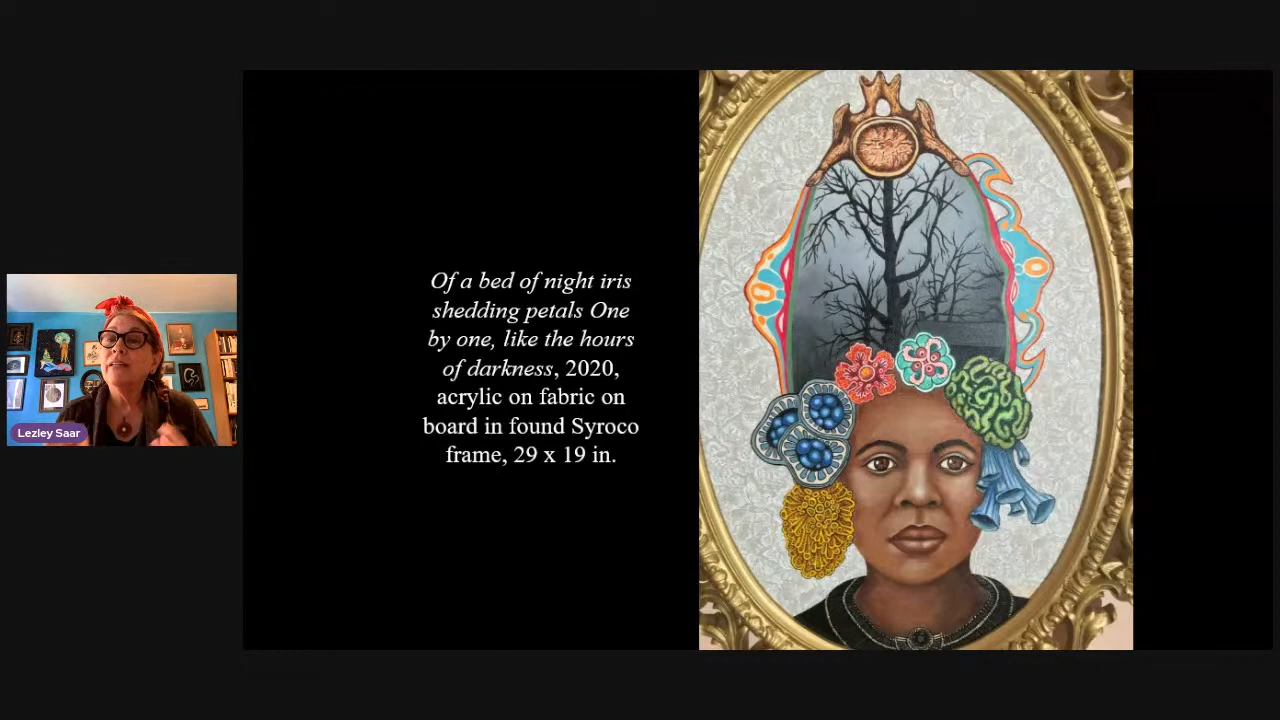 Of a bed of night iris
shedding petals One
by one, like the hours
of darkness, 2020,
acrylic on fabric on
board in found Syroco
frame, 29 x 19 in.
Lezley Saar